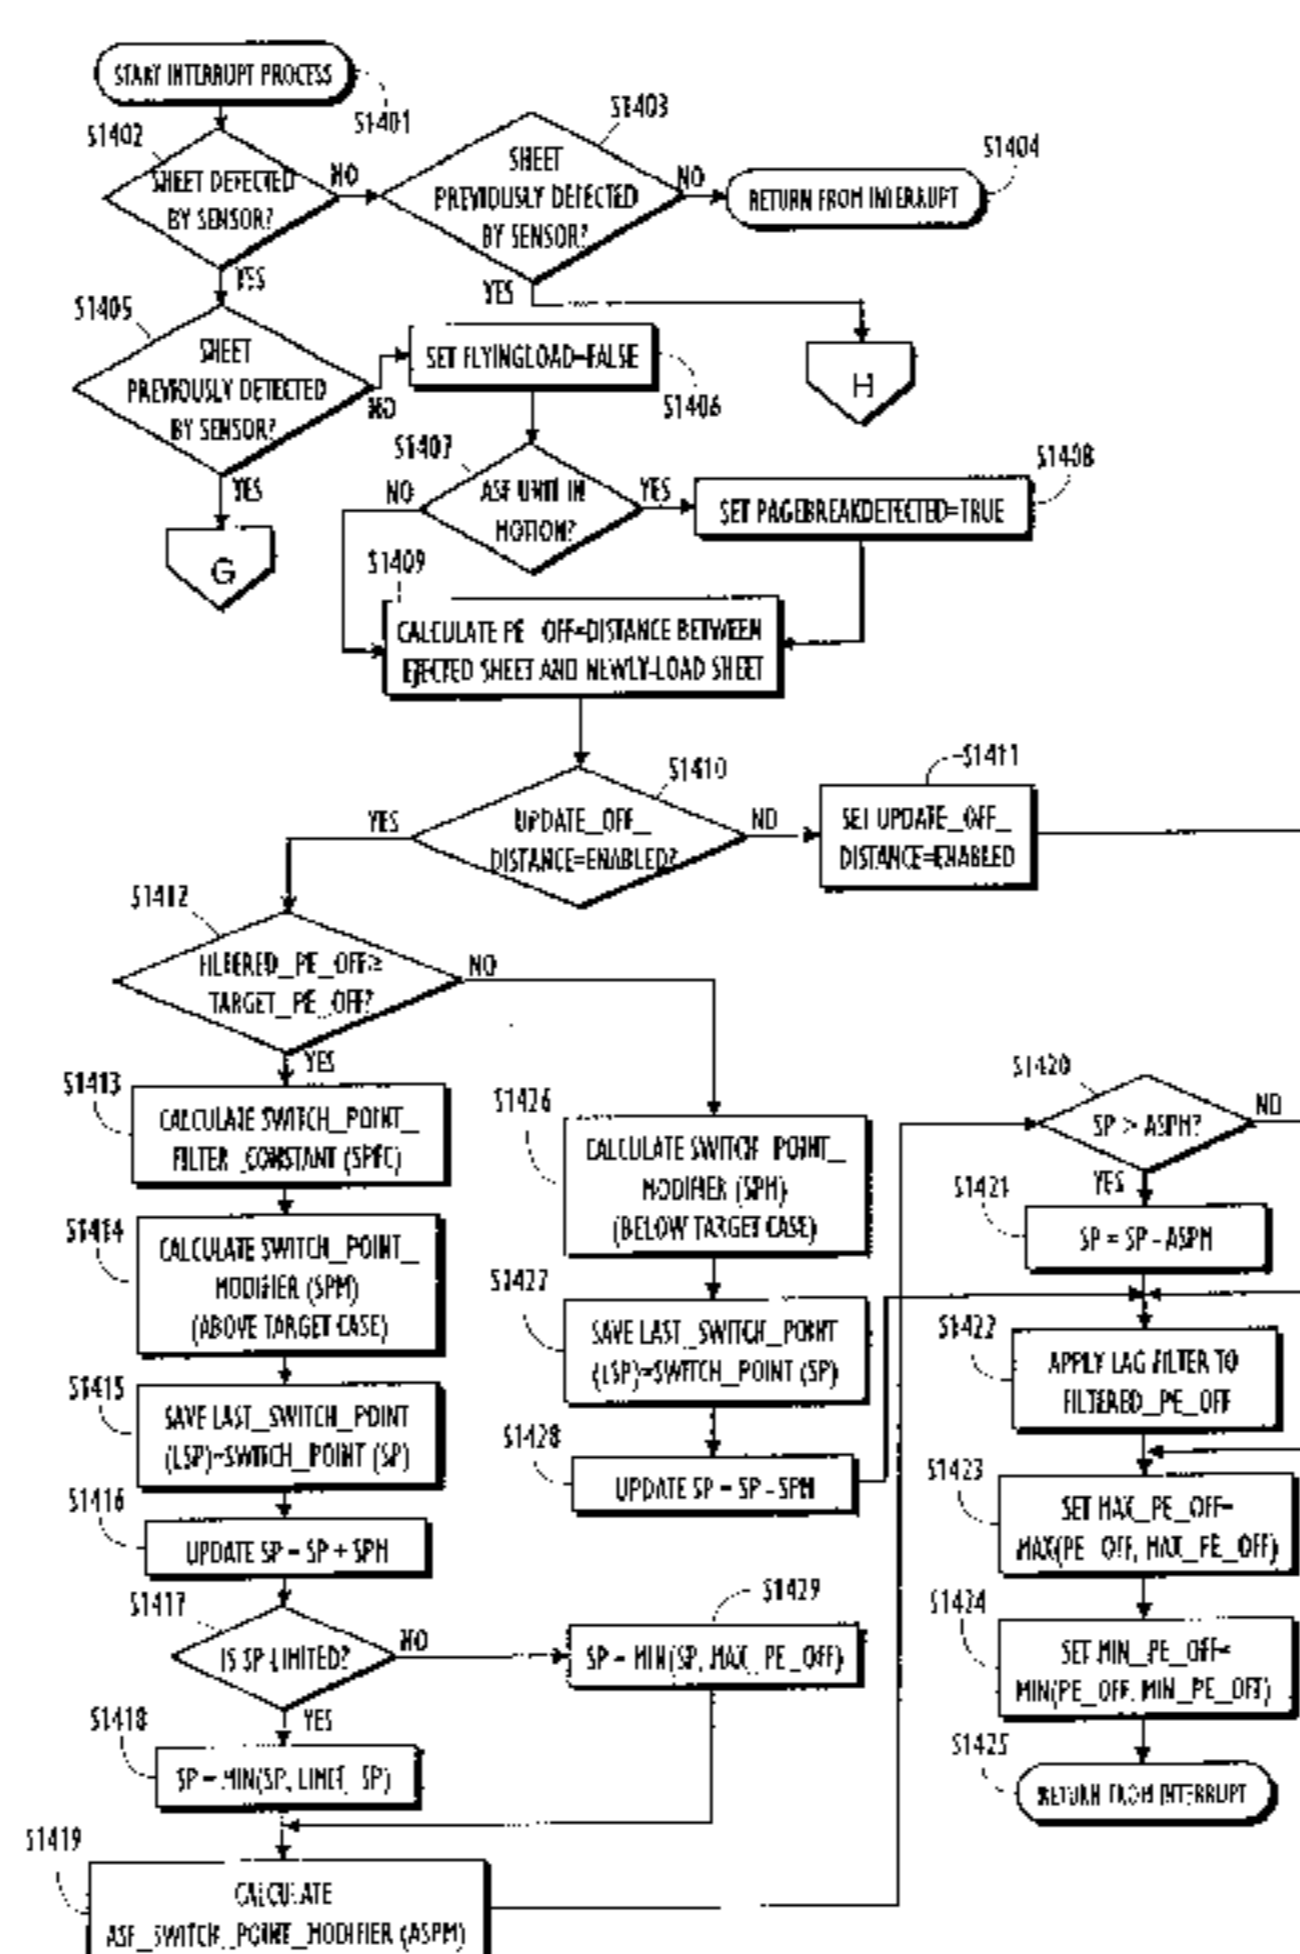 START INTERRUPT PROCESS
S1401
S1402
SHEET DETECTED
BY SENSOR?
NO
YES
S1403
SHEET
PREVIOUSLY DETECTED
BY SENSOR?
NO
YES
S1404
RETURN FROM INTERRUPT
H
S1405
SHEET
PREVIOUSLY DETECTED
BY SENSOR?
NO
YES
G
SET FLYINGLOAD=FALSE
S1406
S1407
ASF UNIT IN
MOTION?
NO
YES
S1408
SET PAGEBREAKDETECTED=TRUE
S1409
CALCULATE PE_OFF=DISTANCE BETWEEN
EJECTED SHEET AND NEWLY-LOAD SHEET
S1410
UPDATE_OFF_
DISTANCE=ENABLED?
YES
NO
S1411
SET UPDATE_OFF_
DISTANCE=ENABLED
S1412
FILTERED_PE_OFF≥
TARGET_PE_OFF?
NO
YES
S1413
CALCULATE SWITCH_POINT_
FILTER_CONSTANT (SPFC)
S1414
CALCULATE SWITCH_POINT_
MODIFIER (SPM)
(ABOVE TARGET CASE)
S1415
SAVE LAST_SWITCH_POINT
(LSP)=SWITCH_POINT (SP)
S1416
UPDATE SP = SP + SPM
S1417
IS SP LIMITED?
NO
YES
S1418
SP = MIN(SP, LIMIT_SP)
S1419
CALCULATE
ASF_SWITCH_POINT_MODIFIER (ASPM)
S1426
CALCULATE SWITCH_POINT_
MODIFIER (SPM)
(BELOW TARGET CASE)
S1427
SAVE LAST_SWITCH_POINT
(LSP)=SWITCH_POINT (SP)
S1428
UPDATE SP = SP - SPM
S1429
SP = MIN(SP, MAX_PE_OFF)
S1420
SP > ASPM?
NO
YES
S1421
SP = SP - ASPM
S1422
APPLY LAG FILTER TO
FILTERED_PE_OFF
S1423
SET MAX_PE_OFF=
MAX(PE_OFF, MAX_PE_OFF)
S1424
SET MIN_PE_OFF=
MIN(PE_OFF, MIN_PE_OFF)
S1425
RETURN FROM INTERRUPT